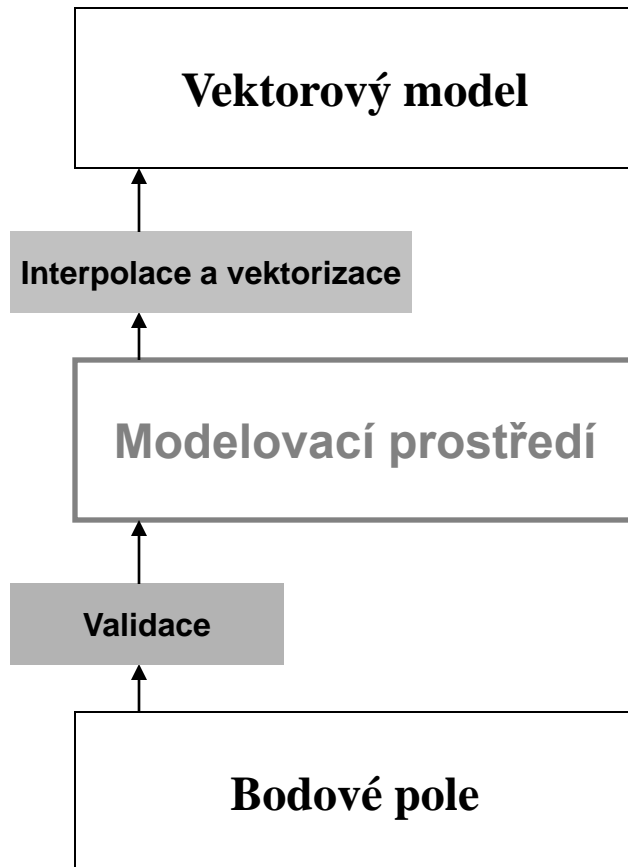 Vektorový model
Interpolace a vektorizace
Modelovací prostředí
Validace
Bodové pole